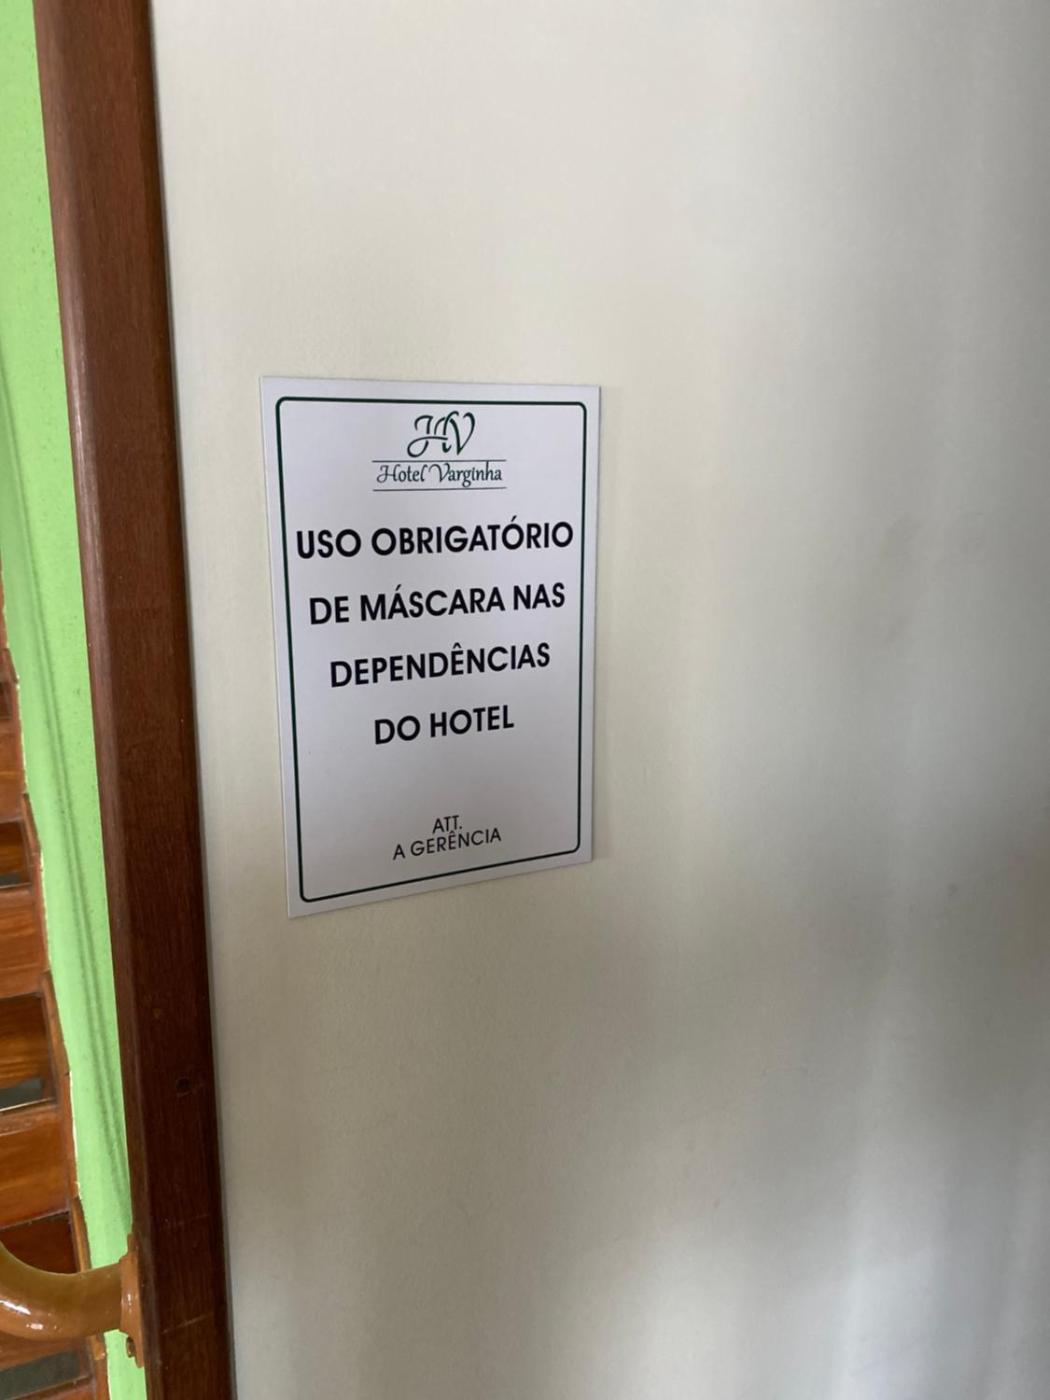 HV
Hotel Varginha
USO OBRIGATÓRIO
DE MÁSCARA NAS
DEPENDÊNCIAS
DO HOTEL
ATT.
A GERÊNCIA